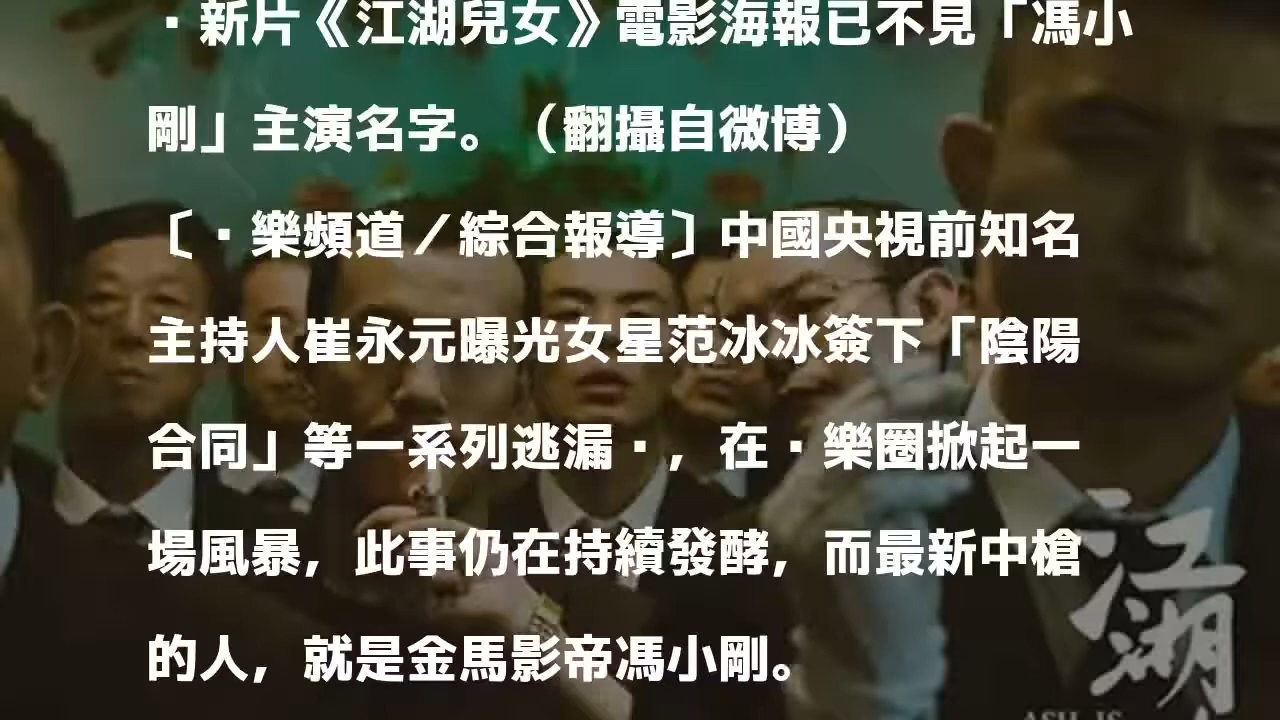 ·新片《江湖兒女》電影海報已不見「馮小
剛」主演名字。（翻攝自微博）
〔·樂頻道／綜合報導〕中國央視前知名
主持人崔永元曝光女星范冰冰簽下「陰陽
合同」等一系列逃漏·，在·樂圈掀起一
場風暴，此事仍在持續發酵，而最新中槍
的人，就是金馬影帝馮小剛。
江湖
ASH IS